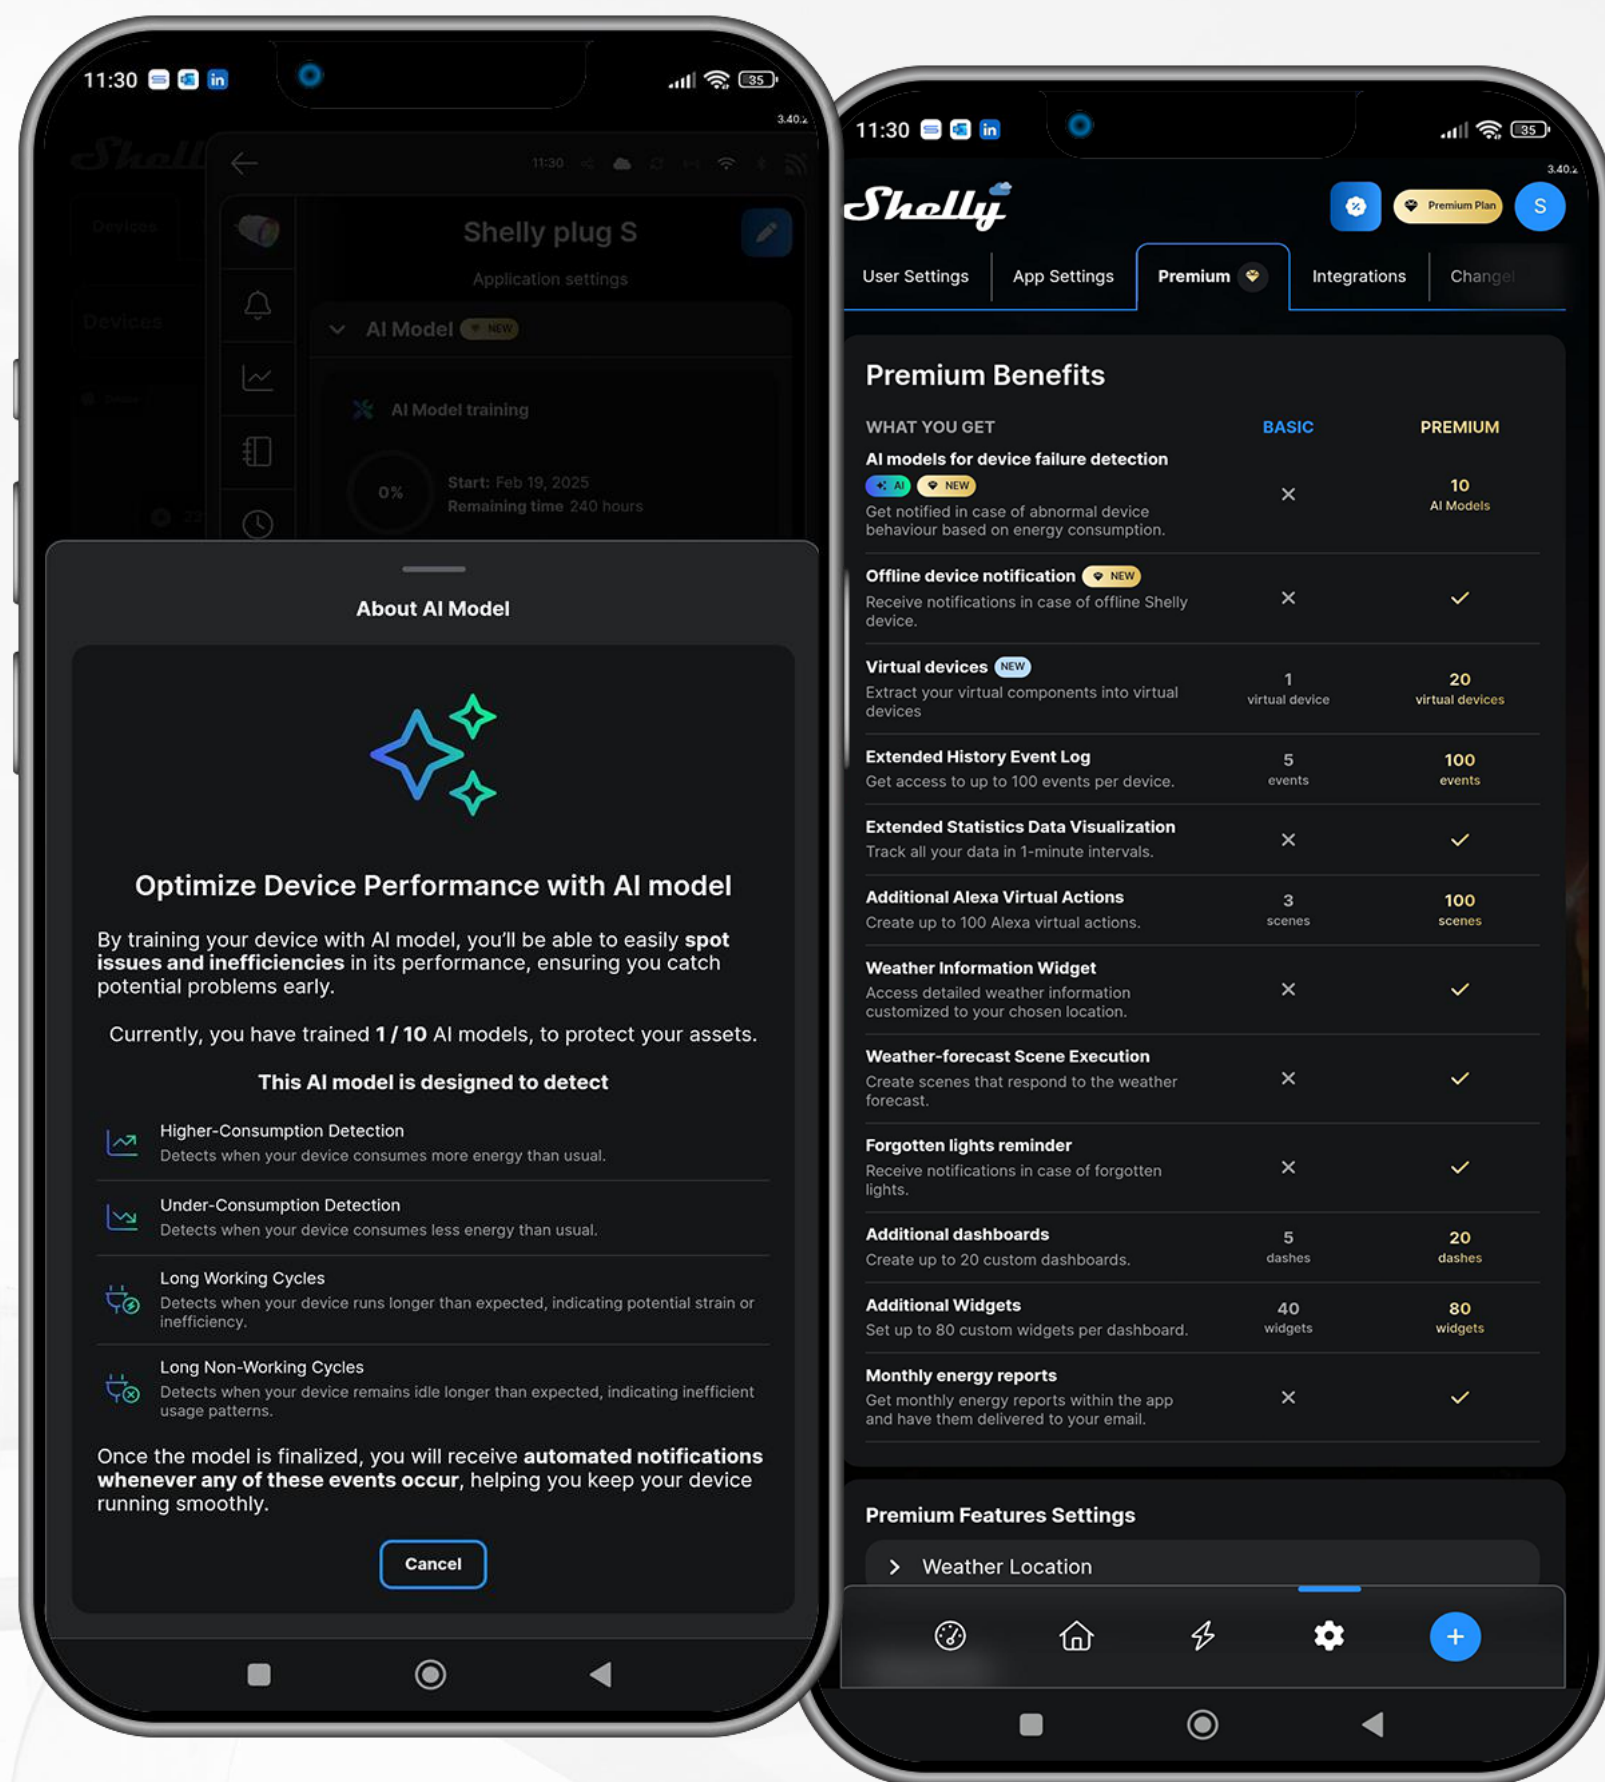 11:30
in
35
3.40.2
Shell
11:30
Devices
Shelly plug S
Application settings
Devices
AI Model NEW
AI Model training
0%
Start: Feb 19, 2025
Remaining time 240 hours
About AI Model
Optimize Device Performance with AI model
By training your device with AI model, you'll be able to easily spot
issues and inefficiencies in its performance, ensuring you catch
potential problems early.
Currently, you have trained 1 / 10 AI models, to protect your assets.
This AI model is designed to detect
Higher-Consumption Detection
Detects when your device consumes more energy than usual.
Under-Consumption Detection
Detects when your device consumes less energy than usual.
Long Working Cycles
Detects when your device runs longer than expected, indicating potential strain or
inefficiency.
Long Non-Working Cycles
Detects when your device remains idle longer than expected, indicating inefficient
usage patterns.
Once the model is finalized, you will receive automated notifications
whenever any of these events occur, helping you keep your device
running smoothly.
Cancel
11:30
in
35
3.40.2
Shelly
Premium Plan
S
User Settings
App Settings
Premium
Integrations
Changel
Premium Benefits
WHAT YOU GET BASIC PREMIUM
AI models for device failure detection
AI NEW
Get notified in case of abnormal device
behaviour based on energy consumption.
10
AI Models
Offline device notification NEW
Receive notifications in case of offline Shelly
device.
Virtual devices NEW
Extract your virtual components into virtual
devices
1
virtual device
20
virtual devices
Extended History Event Log
Get access to up to 100 events per device.
5
events
100
events
Extended Statistics Data Visualization
Track all your data in 1-minute intervals.
Additional Alexa Virtual Actions
Create up to 100 Alexa virtual actions.
3
scenes
100
scenes
Weather Information Widget
Access detailed weather information
customized to your chosen location.
Weather-forecast Scene Execution
Create scenes that respond to the weather
forecast.
Forgotten lights reminder
Receive notifications in case of forgotten
lights.
Additional dashboards
Create up to 20 custom dashboards.
5
dashes
20
dashes
Additional Widgets
Set up to 80 custom widgets per dashboard.
40
widgets
80
widgets
Monthly energy reports
Get monthly energy reports within the app
and have them delivered to your email.
Premium Features Settings
Weather Location